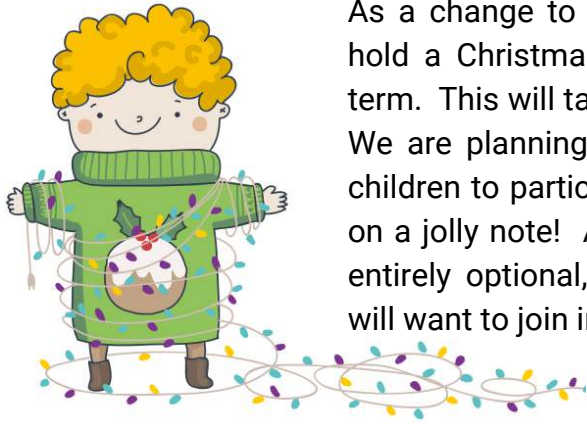 As a change to
hold a Christma
term. This will ta
We are planning
children to partic
on a jolly note! A
entirely optional,
will want to join i